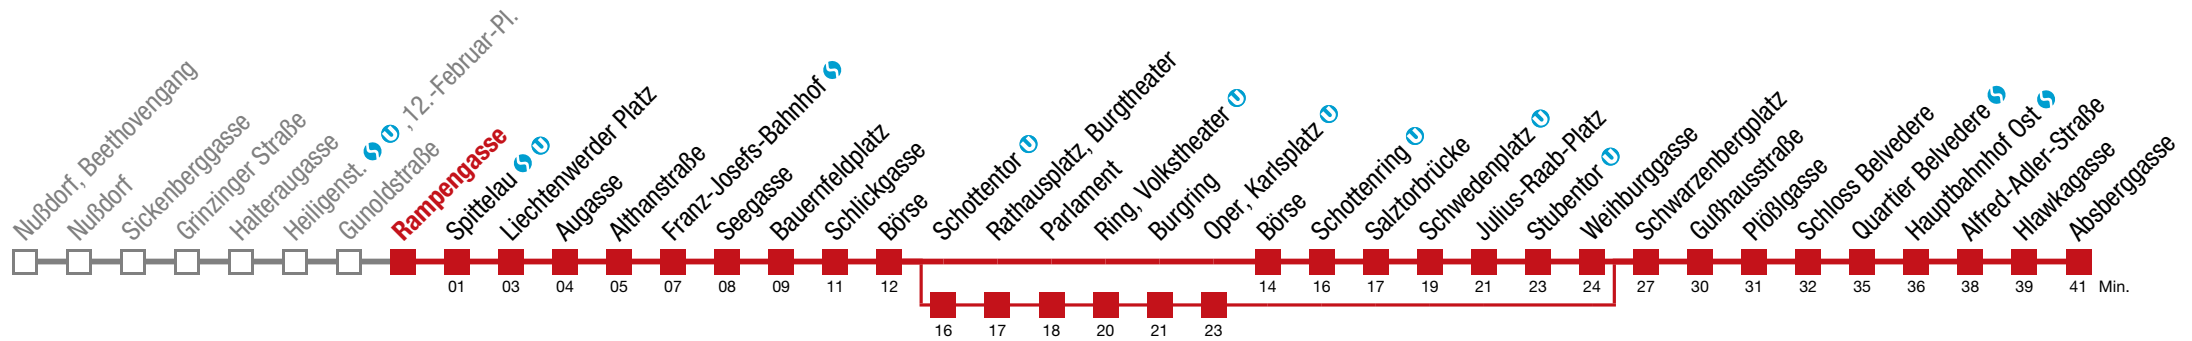 Nußdorf, Beethovengang
Nußdorf
Sickenberggasse
Grinzinger Straße
Halteraugasse
Heiligenst. S U , 12.-Februar-Pl.
Gunoldstraße
Rampengasse
Spittelau S U
Liechtenwerder Platz
Augasse
Althanstraße
Franz-Josefs-Bahnhof S
Seegasse
Bauernfeldplatz
Schlickgasse
Börse
Schottentor U
Rathausplatz, Burgtheater
Parlament
Ring, Volkstheater U
Burgring
Oper, Karlsplatz U
Börse
Schottenring U
Salztorbrücke
Schwedenplatz U
Julius-Raab-Platz
Stubentor U
Weihburggasse
Schwarzenbergplatz
Gußhausstraße
Plößlgasse
Schloss Belvedere
Quartier Belvedere S
Hauptbahnhof Ost S
Alfred-Adler-Straße
Hlawkagasse
Absberggasse
01 03 04 05 07 08 09 11 12 14 16 17 19 21 23 24 27 30 31 32 35 36 38 39 41 Min.
16 17 18 20 21 23